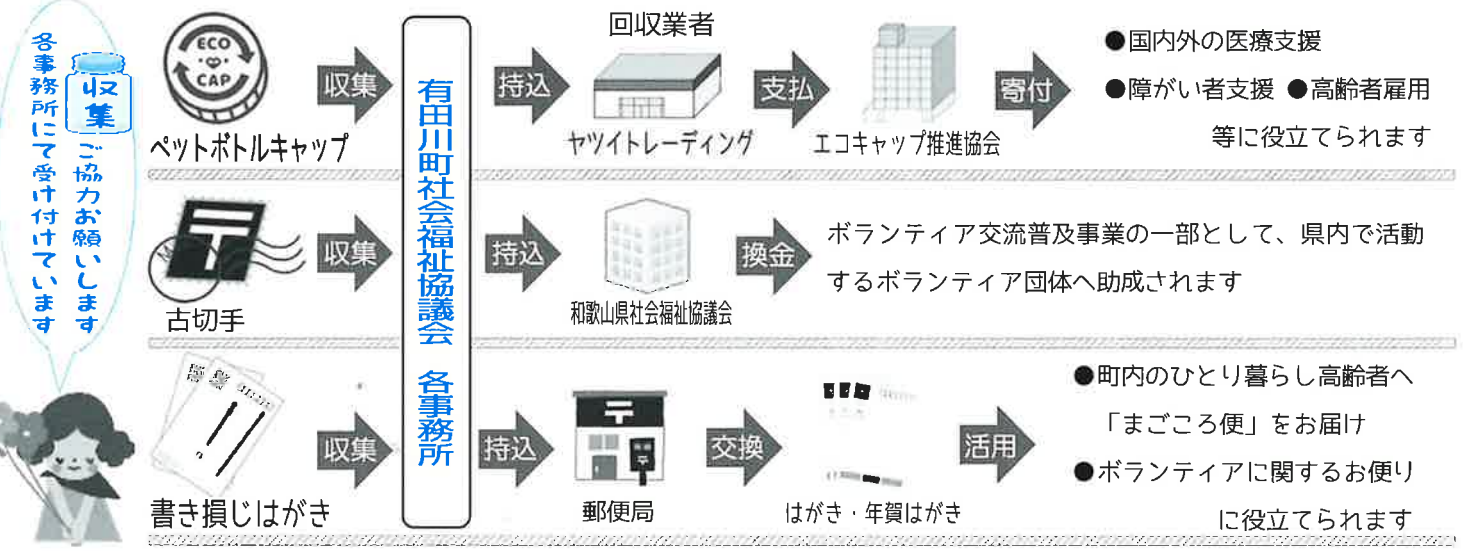 収集ご協力お願いします
各事務所にて受け付けています
ECO
CAP
ペットボトルキャップ
収集
有田川町社会福祉協議会 各事務所
持込
回収業者
ヤツイトレーディング
支払
エコキャップ推進協会
寄付
●国内外の医療支援
●障がい者支援 ●高齢者雇用
等に役立てられます
古切手
収集
持込
和歌山県社会福祉協議会
換金
ボランティア交流普及事業の一部として、県内で活動
するボランティア団体へ助成されます
書き損じはがき
収集
持込
郵便局
交換
はがき・年賀はがき
活用
●町内のひとり暮らし高齢者へ
「まごころ便」をお届け
●ボランティアに関するお便り
に役立てられます